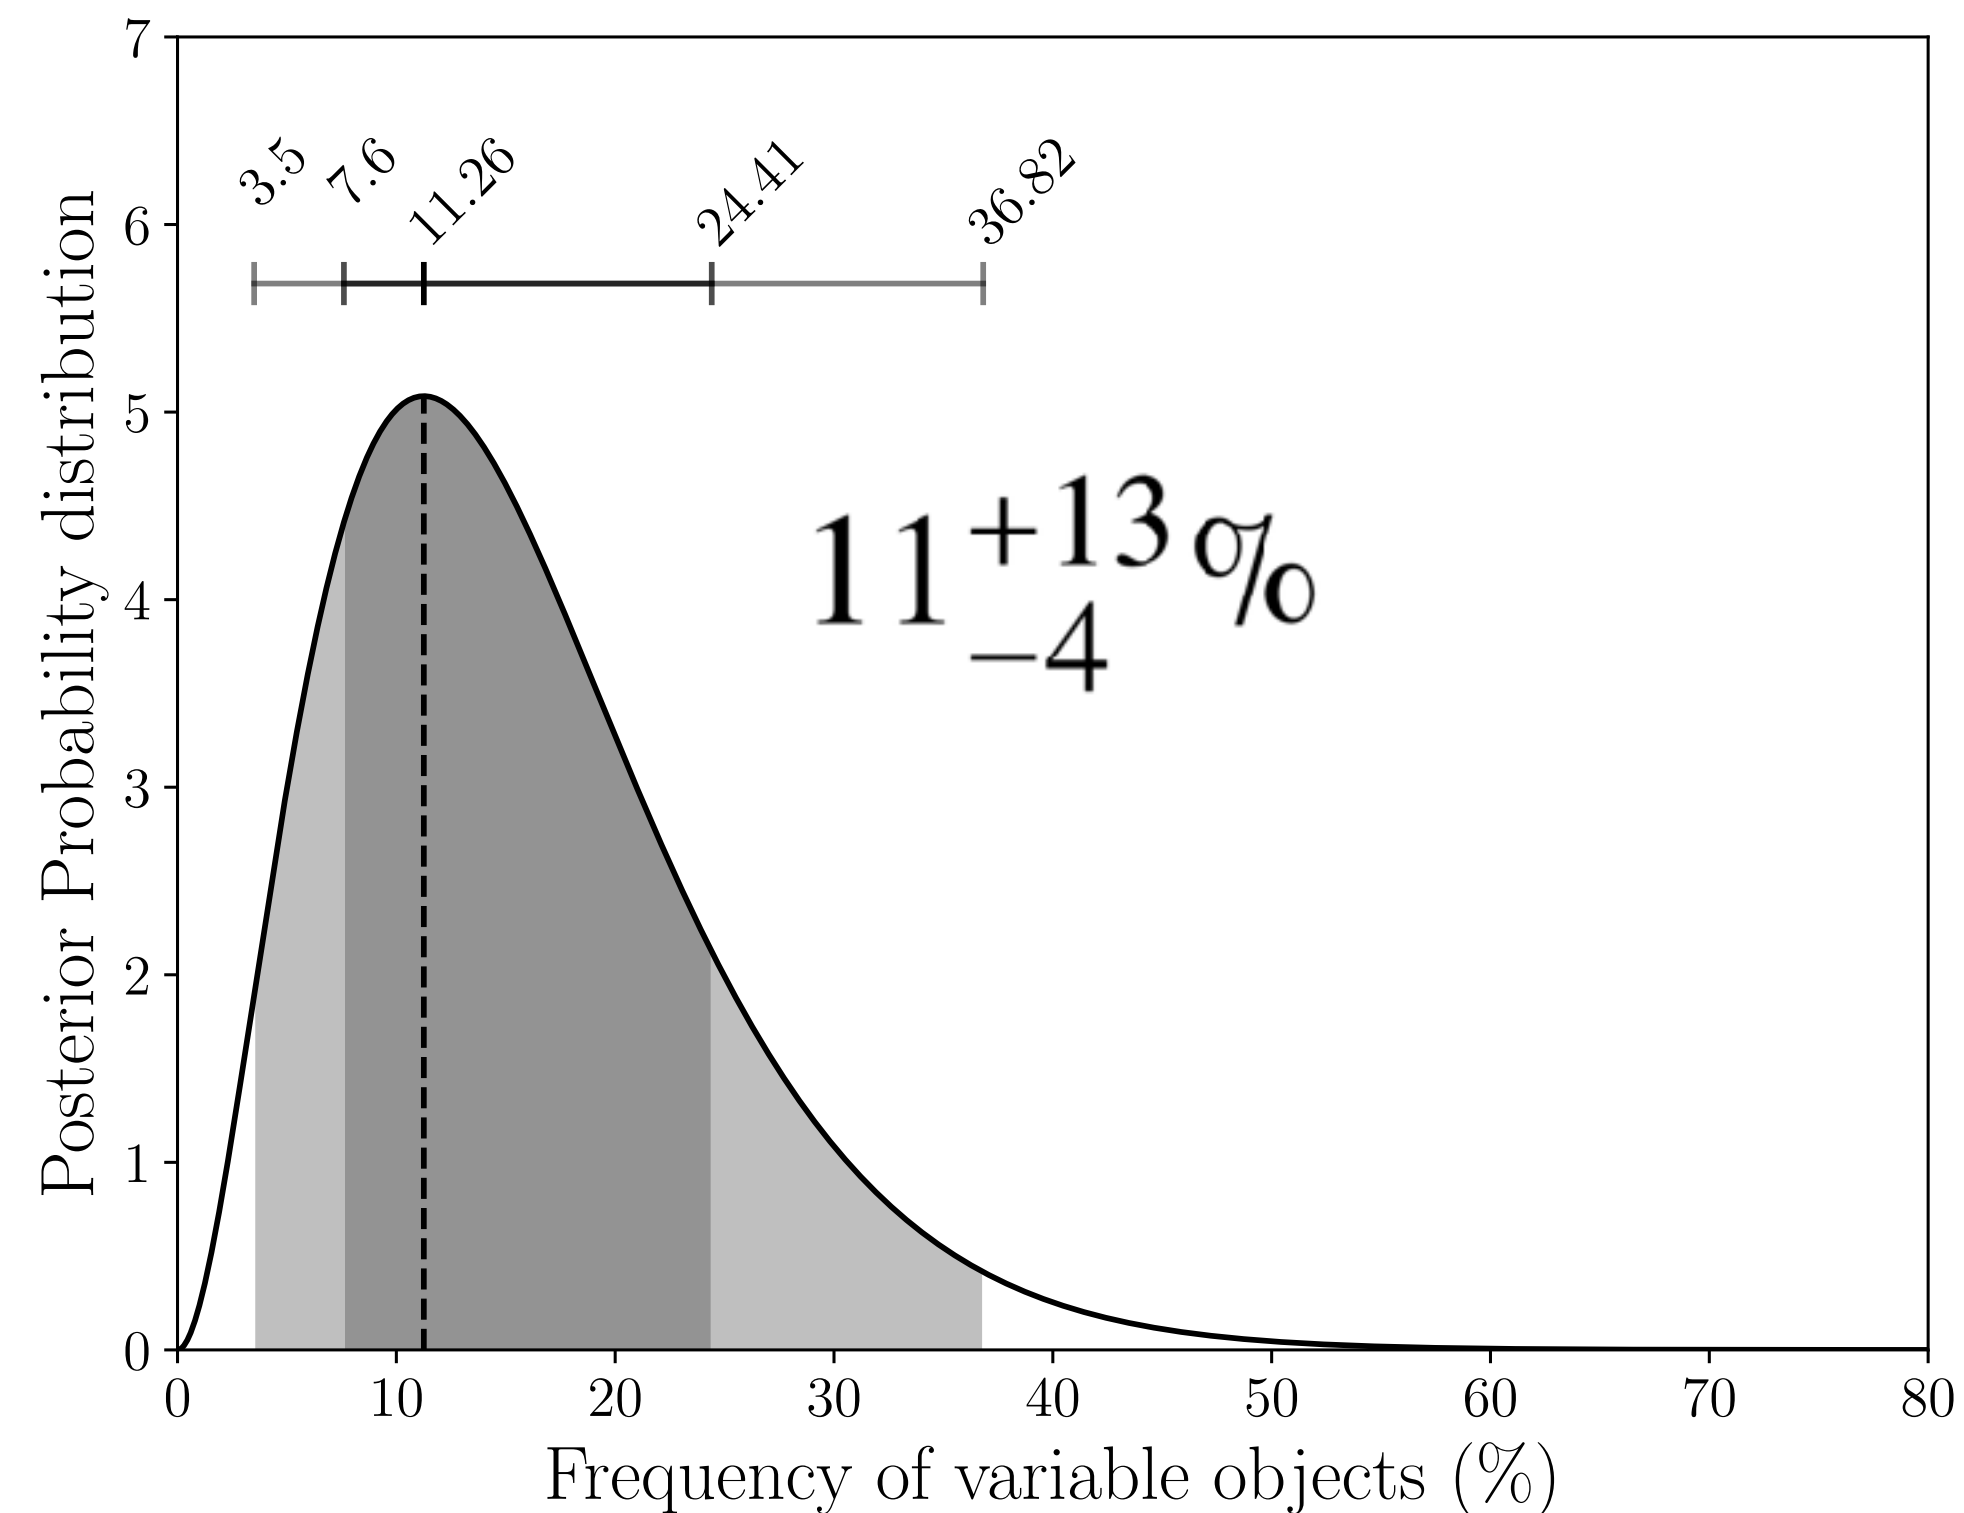 7
6
5
4
3
2
1
0
Posterior Probability distribution
3.5 7.6 11.26 24.41 36.82
11+13−4%
0 10 20 30 40 50 60 70 80
Frequency of variable objects (%)